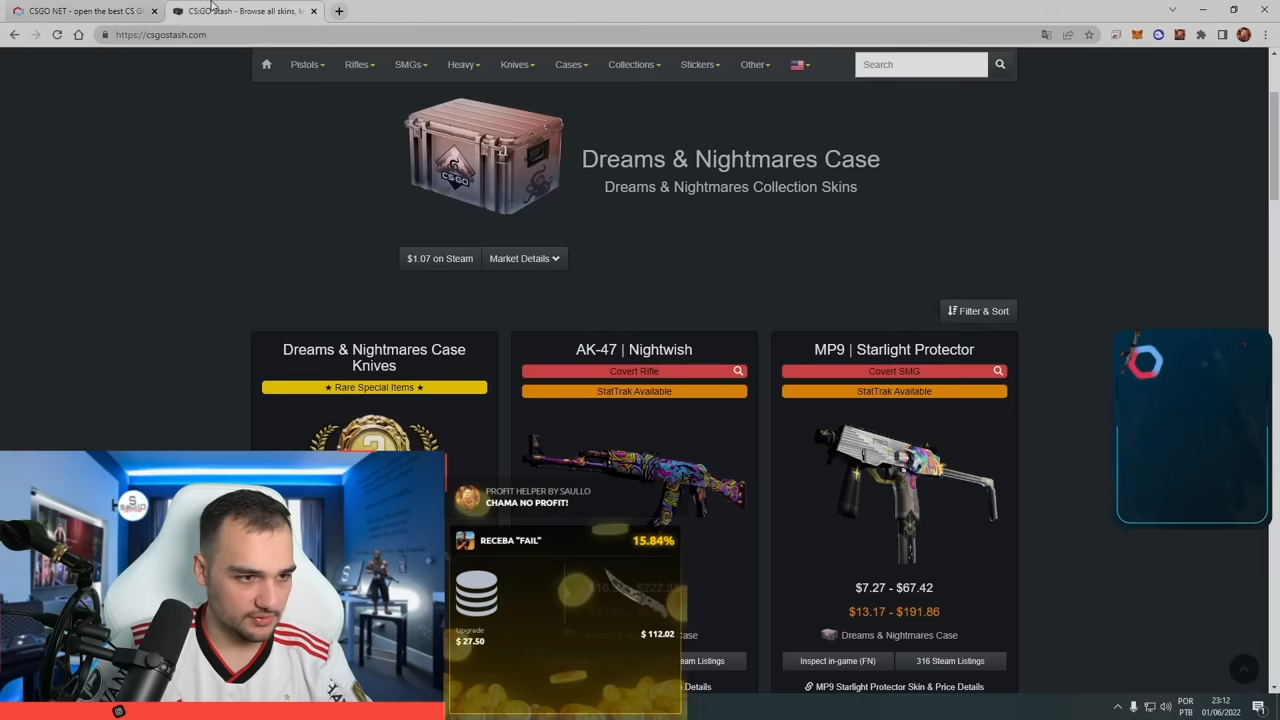 CSGO NET - open the best CS GO
CS:GO Stash - Browse all skins, k
https://csgostash.com
Pistols
Rifles
SMGs
Heavy
Knives
Cases
Collections
Stickers
Other
Search
CSGO
Dreams & Nightmares Case
Dreams & Nightmares Collection Skins
$1.07 on Steam
Market Details
Filter & Sort
Dreams & Nightmares Case
Knives
★ Rare Special Items ★
AK-47 | Nightwish
Covert Rifle
StatTrak Available
MP9 | Starlight Protector
Covert SMG
StatTrak Available
$7.27 - $67.42
$13.17 - $191.86
Dreams & Nightmares Case
Inspect in-game (FN)
316 Steam Listings
MP9 Starlight Protector Skin & Price Details
PROFIT HELPER BY SAULLO
CHAMA NO PROFIT!
RECEBA "FAIL"
15.84%
Upgrade
$ 27.50
$ 112.02
POR
PTB
23:12
01/06/2022